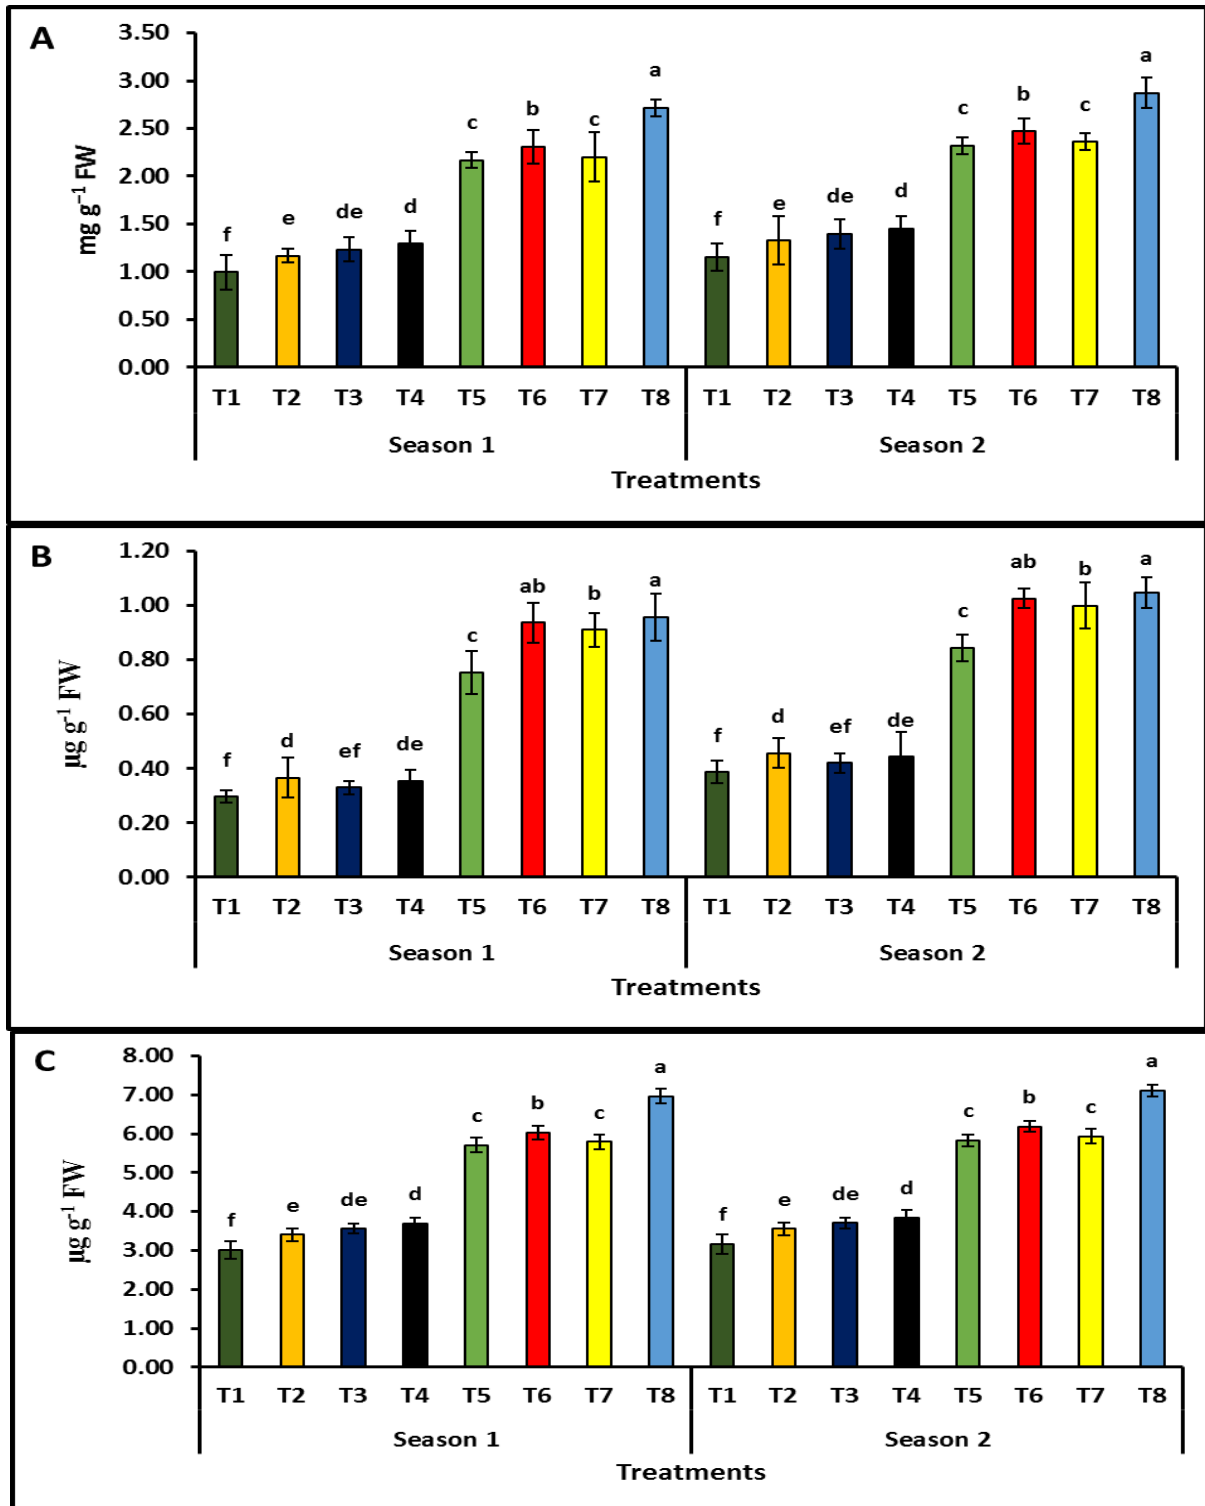 A
3.50
3.00
2.50
2.00
1.50
1.00
0.50
0.00
mg g⁻¹ FW
f e de d c b c a f e de d c b c a
T1 T2 T3 T4 T5 T6 T7 T8 T1 T2 T3 T4 T5 T6 T7 T8
Season 1 Season 2
Treatments
B
1.20
1.00
0.80
0.60
0.40
0.20
0.00
µg g⁻¹ FW
f d ef de c ab b a f d ef de c ab b a
T1 T2 T3 T4 T5 T6 T7 T8 T1 T2 T3 T4 T5 T6 T7 T8
Season 1 Season 2
Treatments
C
8.00
7.00
6.00
5.00
4.00
3.00
2.00
1.00
0.00
µg g⁻¹ FW
f e de d c b c a f e de d c b c a
T1 T2 T3 T4 T5 T6 T7 T8 T1 T2 T3 T4 T5 T6 T7 T8
Season 1 Season 2
Treatments